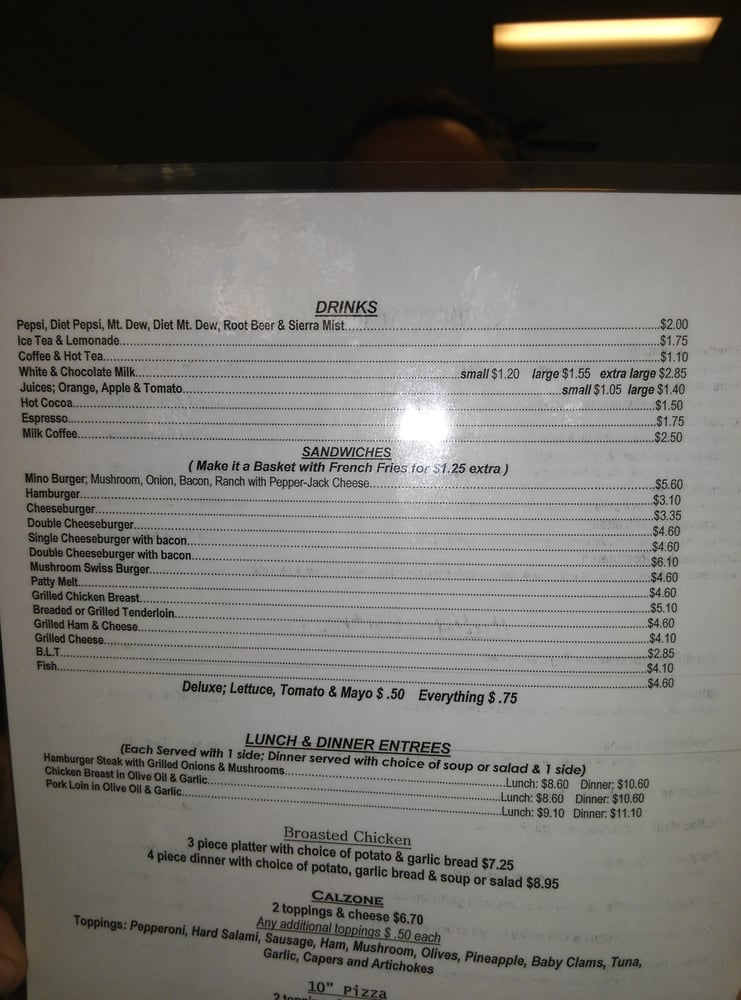 DRINKS
Pepsi, Diet Pepsi, Mt. Dew, Diet Mt. Dew, Root Beer & Sierra Mist...$2.00
Ice Tea & Lemonade...$1.75
Coffee & Hot Tea...$1.10
White & Chocolate Milk...small $1.20 large $1.55 extra large $2.85
Juices; Orange, Apple & Tomato...small $1.05 large $1.40
Hot Cocoa...$1.50
Espresso...$1.75
Milk Coffee...$2.50
SANDWICHES
( Make it a Basket with French Fries for $1.25 extra )
Mino Burger; Mushroom, Onion, Bacon, Ranch with Pepper-Jack Cheese...$5.60
Hamburger...$3.10
Cheeseburger...$3.35
Double Cheeseburger...$4.60
Single Cheeseburger with bacon...$4.60
Double Cheeseburger with bacon...$6.10
Mushroom Swiss Burger...$4.60
Patty Melt...$4.60
Grilled Chicken Breast...$5.10
Breaded or Grilled Tenderloin...$4.60
Grilled Ham & Cheese...$4.10
Grilled Cheese...$2.85
B.L.T...$4.10
Fish...$4.60
Deluxe; Lettuce, Tomato & Mayo $ .50 Everything $ .75
LUNCH & DINNER ENTREES
(Each Served with 1 side; Dinner served with choice of soup or salad & 1 side)
Hamburger Steak with Grilled Onions & Mushrooms...Lunch: $8.60 Dinner: $10.60
Chicken Breast in Olive Oil & Garlic...Lunch: $8.60 Dinner: $10.60
Pork Loin in Olive Oil & Garlic...Lunch: $9.10 Dinner: $11.10
Broasted Chicken
3 piece platter with choice of potato & garlic bread $7.25
4 piece dinner with choice of potato, garlic bread & soup or salad $8.95
CALZONE
2 toppings & cheese $6.70
Any additional toppings $ .50 each
Toppings: Pepperoni, Hard Salami, Sausage, Ham, Mushroom, Olives, Pineapple, Baby Clams, Tuna,
Garlic, Capers and Artichokes
10" Pizza